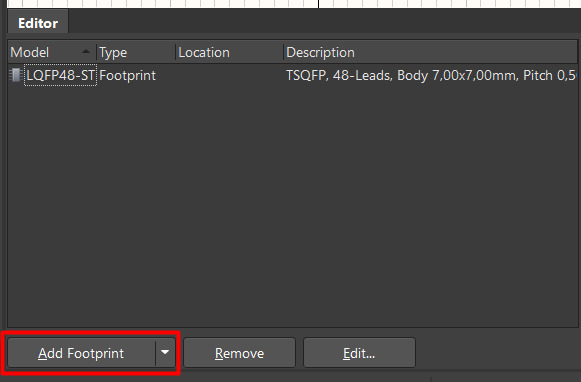 Editor
Model Type Location Description
LQFP48-ST Footprint TSQFP, 48-Leads, Body 7,00x7,00mm, Pitch 0,5
Add Footprint Remove Edit...